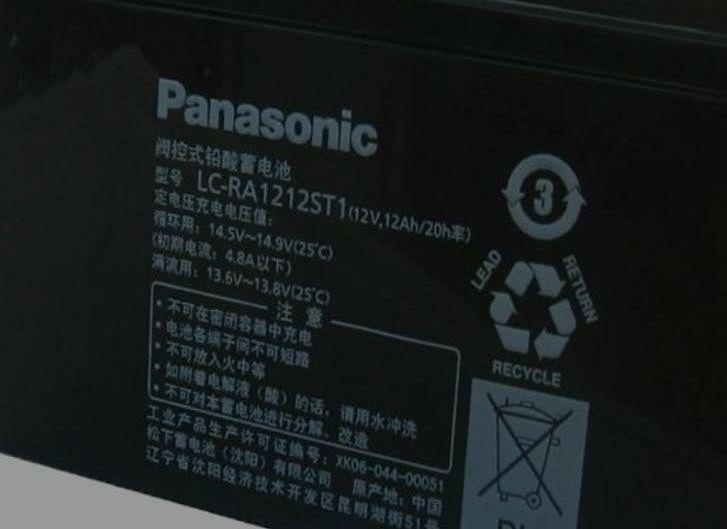 Panasonic
阀控式铅酸蓄电池
型号 LC-RA1212ST1(12V,12Ah/20h率)
定电压充电电压值:
循环用: 14.5V~14.9V(25℃)
(初期电流: 4.8A以下)
涓流用: 13.6V~13.8V(25℃)
注 意
• 不可在密闭容器中充电
• 电池各端子间不可短路
• 不可放入火中等
• 如附着电解液（酸）的话，请用水冲洗
• 不可对本蓄电池进行分解、改造
工业产品生产许可证编号: XK06-044-00051
松下蓄电池（沈阳）有限公司 原产地: 中国
辽宁省沈阳经济技术开发区昆明湖街51号
3
LEAD
RETURN
RECYCLE